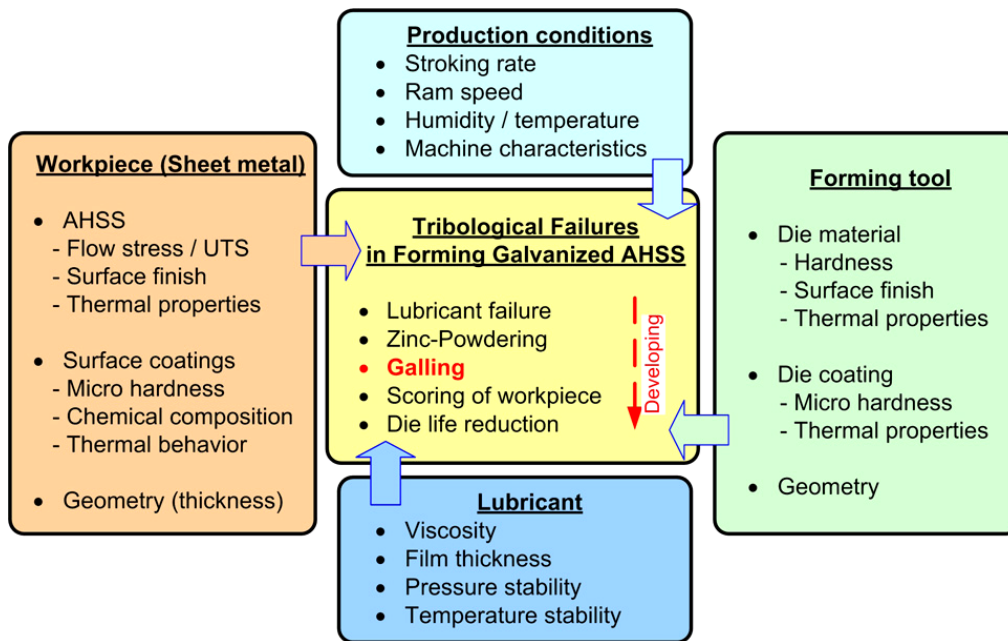 Production conditions
• Stroking rate
• Ram speed
• Humidity / temperature
• Machine characteristics
Workpiece (Sheet metal)
• AHSS
- Flow stress / UTS
- Surface finish
- Thermal properties
• Surface coatings
- Micro hardness
- Chemical composition
- Thermal behavior
• Geometry (thickness)
Tribological Failures
in Forming Galvanized AHSS
• Lubricant failure
• Zinc-Powdering
• Galling
• Scoring of workpiece
• Die life reduction
Developing
Forming tool
• Die material
- Hardness
- Surface finish
- Thermal properties
• Die coating
- Micro hardness
- Thermal properties
• Geometry
Lubricant
• Viscosity
• Film thickness
• Pressure stability
• Temperature stability